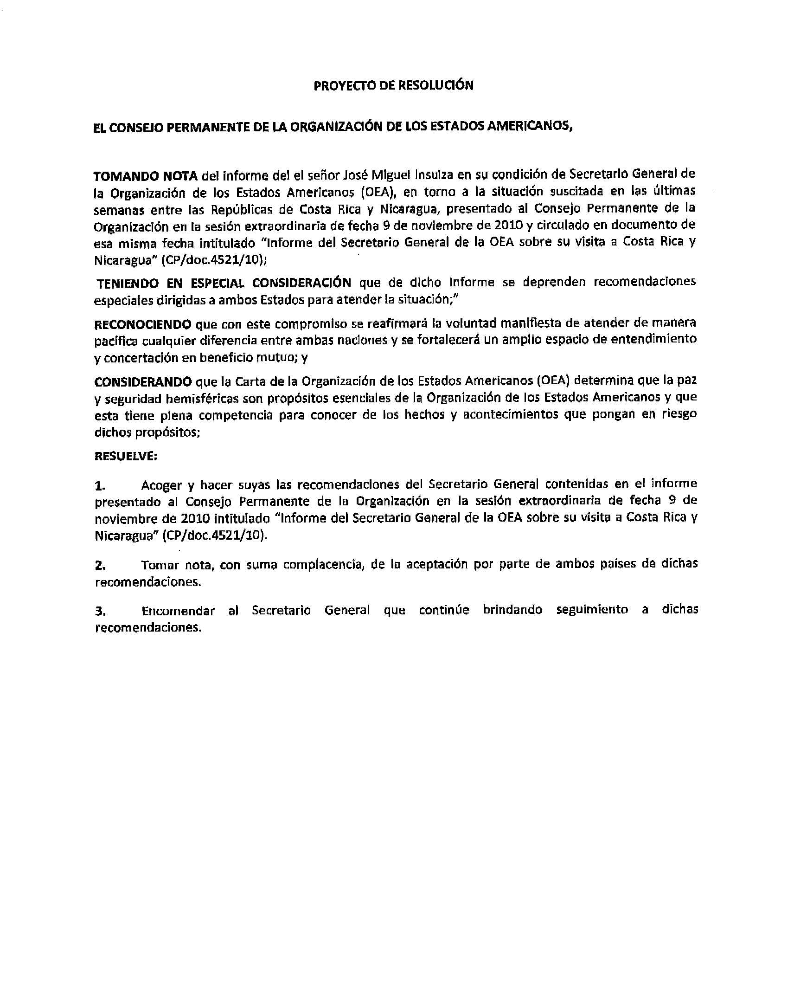 PROYECTO DE RESOLUCIÓN
EL CONSEJO PERMANENTE DE LA ORGANIZACIÓN DE LOS ESTADOS AMERICANOS,
TOMANDO NOTA del informe del el señor José Miguel Insulza en su condición de Secretario General de
la Organización de los Estados Americanos (OEA), en torno a la situación suscitada en las últimas
semanas entre las Repúblicas de Costa Rica y Nicaragua, presentado al Consejo Permanente de la
Organización en la sesión extraordinaria de fecha 9 de noviembre de 2010 y circulado en documento de
esa misma fecha intitulado "Informe del Secretario General de la OEA sobre su visita a Costa Rica y
Nicaragua" (CP/doc.4521/10);
TENIENDO EN ESPECIAL CONSIDERACIÓN que de dicho Informe se deprenden recomendaciones
especiales dirigidas a ambos Estados para atender la situación;"
RECONOCIENDO que con este compromiso se reafirmará la voluntad manifiesta de atender de manera
pacífica cualquier diferencia entre ambas naciones y se fortalecerá un amplio espacio de entendimiento
y concertación en beneficio mutuo; y
CONSIDERANDO que la Carta de la Organización de los Estados Americanos (OEA) determina que la paz
y seguridad hemisféricas son propósitos esenciales de la Organización de los Estados Americanos y que
esta tiene plena competencia para conocer de los hechos y acontecimientos que pongan en riesgo
dichos propósitos;
RESUELVE:
1. Acoger y hacer suyas las recomendaciones del Secretario General contenidas en el informe
presentado al Consejo Permanente de la Organización en la sesión extraordinaria de fecha 9 de
noviembre de 2010 intitulado "Informe del Secretario General de la OEA sobre su visita a Costa Rica y
Nicaragua" (CP/doc.4521/10).
2. Tomar nota, con suma complacencia, de la aceptación por parte de ambos países de dichas
recomendaciones.
3. Encomendar al Secretario General que continúe brindando seguimiento a dichas
recomendaciones.